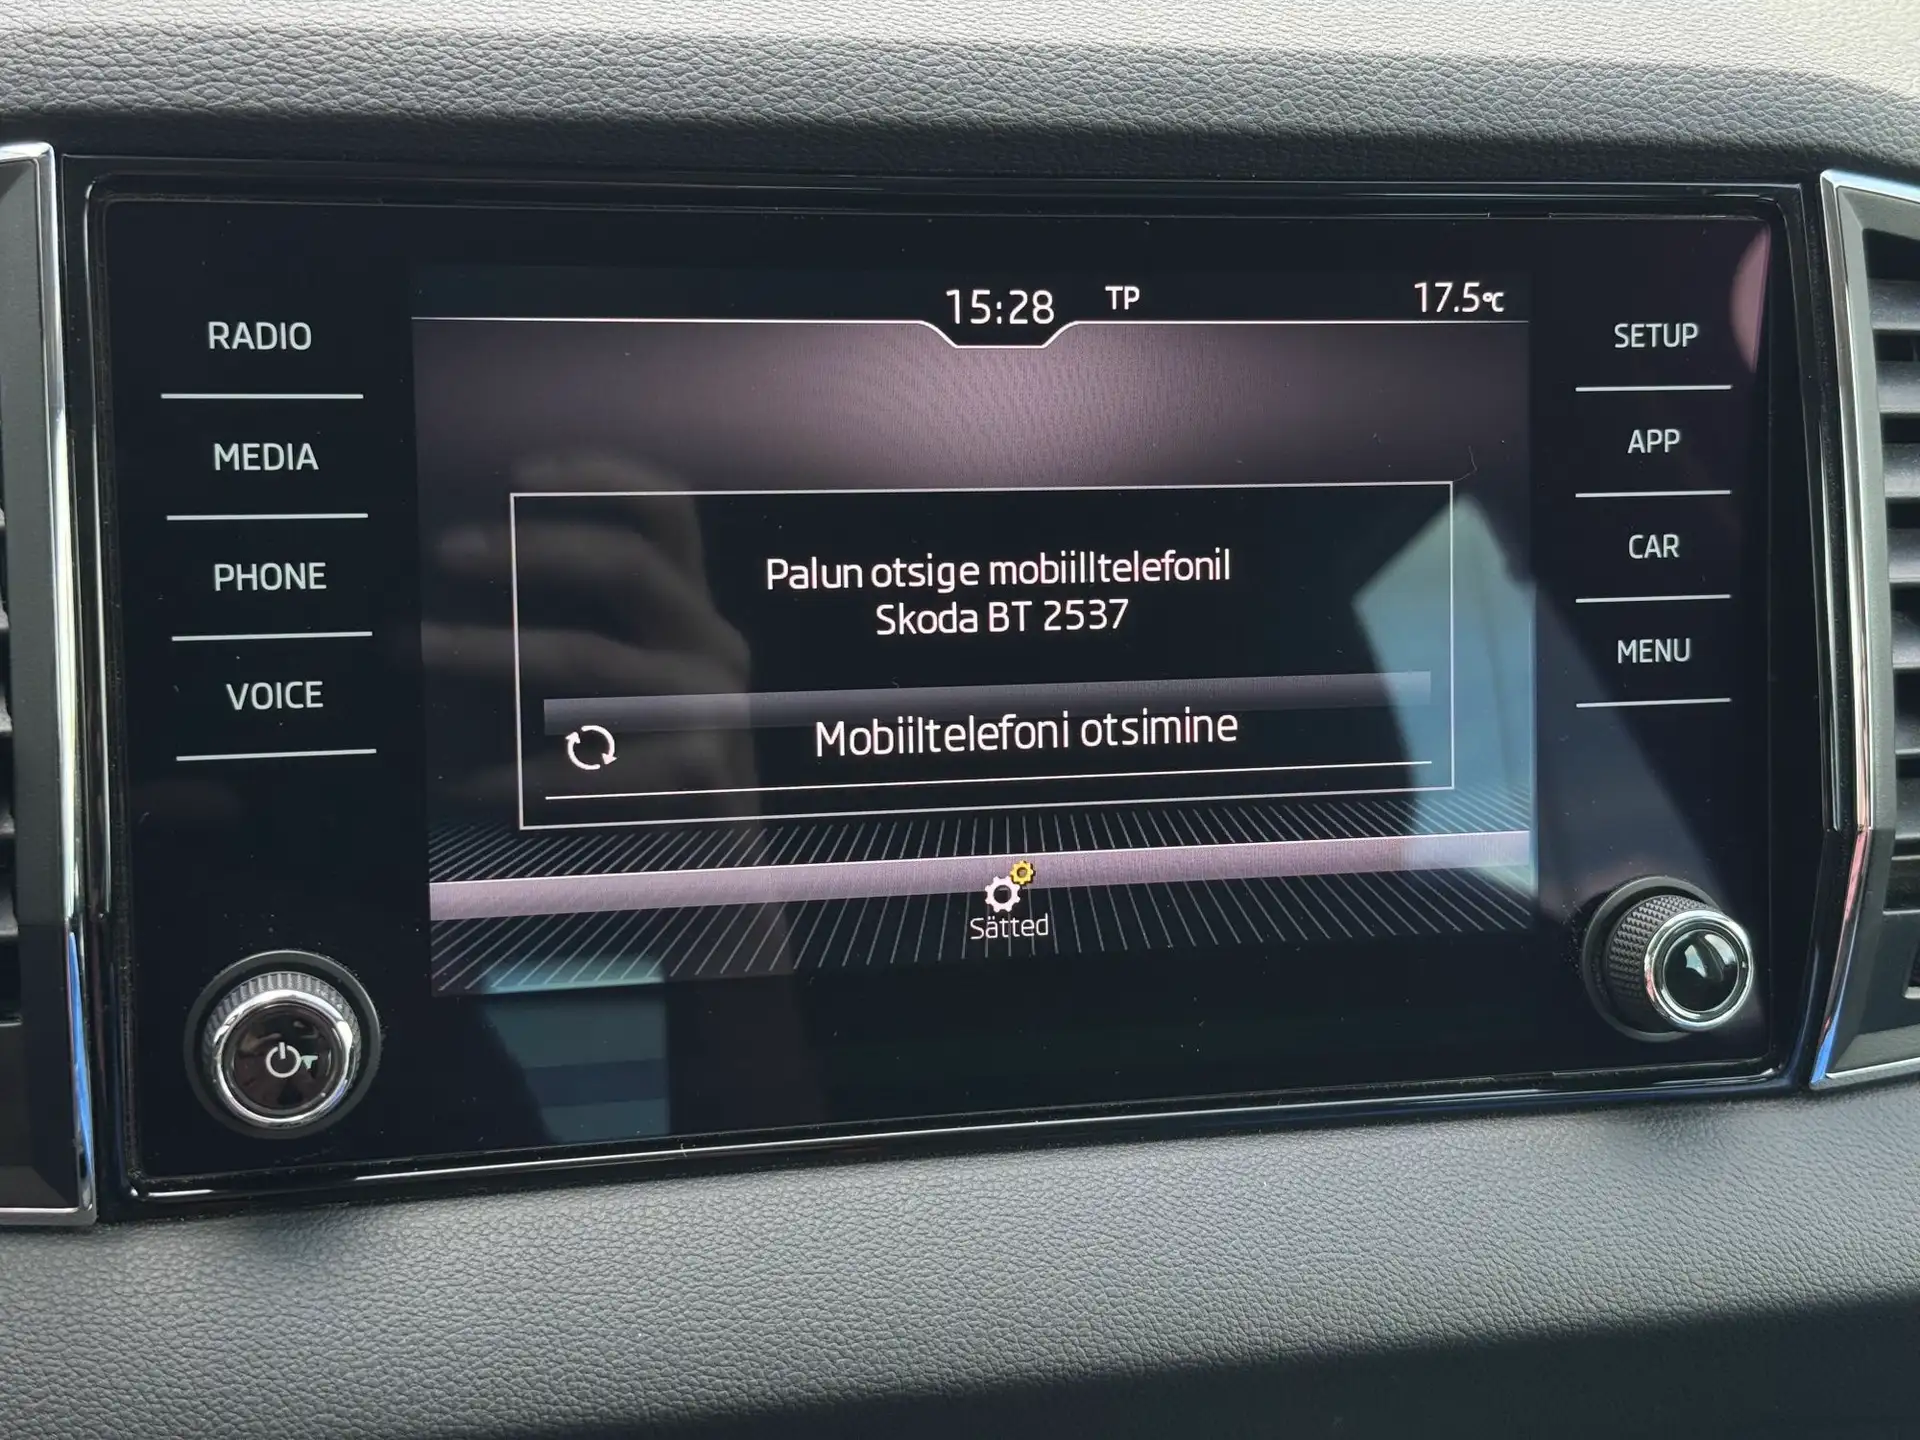 15:28 TP 17.5°C
RADIO
MEDIA
PHONE
VOICE
Palun otsige mobiilltelefonil
Skoda BT 2537
Mobiiltelefoni otsimine
Sätted
SETUP
APP
CAR
MENU